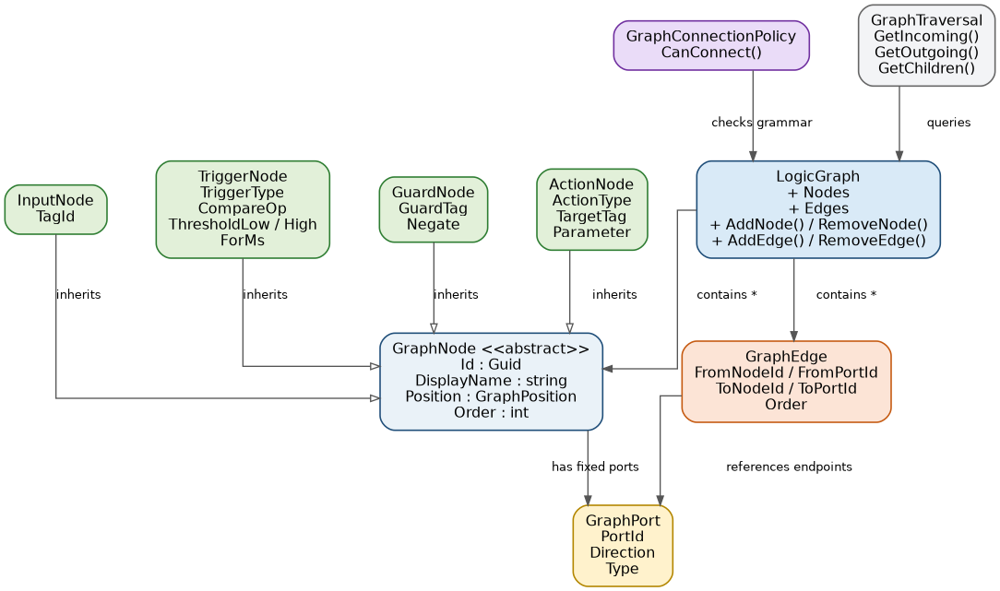 GraphConnectionPolicy
CanConnect()
GraphTraversal
GetIncoming()
GetOutgoing()
GetChildren()
checks grammar
queries
InputNode
TagId
TriggerNode
TriggerType
CompareOp
ThresholdLow / High
ForMs
GuardNode
GuardTag
Negate
ActionNode
ActionType
TargetTag
Parameter
LogicGraph
+ Nodes
+ Edges
+ AddNode() / RemoveNode()
+ AddEdge() / RemoveEdge()
inherits
inherits
inherits
inherits
contains *
contains *
GraphNode <<abstract>>
Id : Guid
DisplayName : string
Position : GraphPosition
Order : int
GraphEdge
FromNodeId / FromPortId
ToNodeId / ToPortId
Order
has fixed ports
references endpoints
GraphPort
PortId
Direction
Type